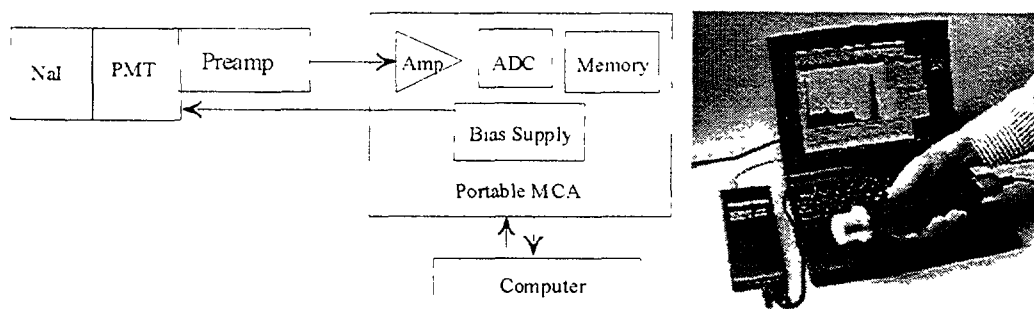 NaI
PMT
Preamp
Amp
ADC
Memory
Bias Supply
Portable MCA
Computer